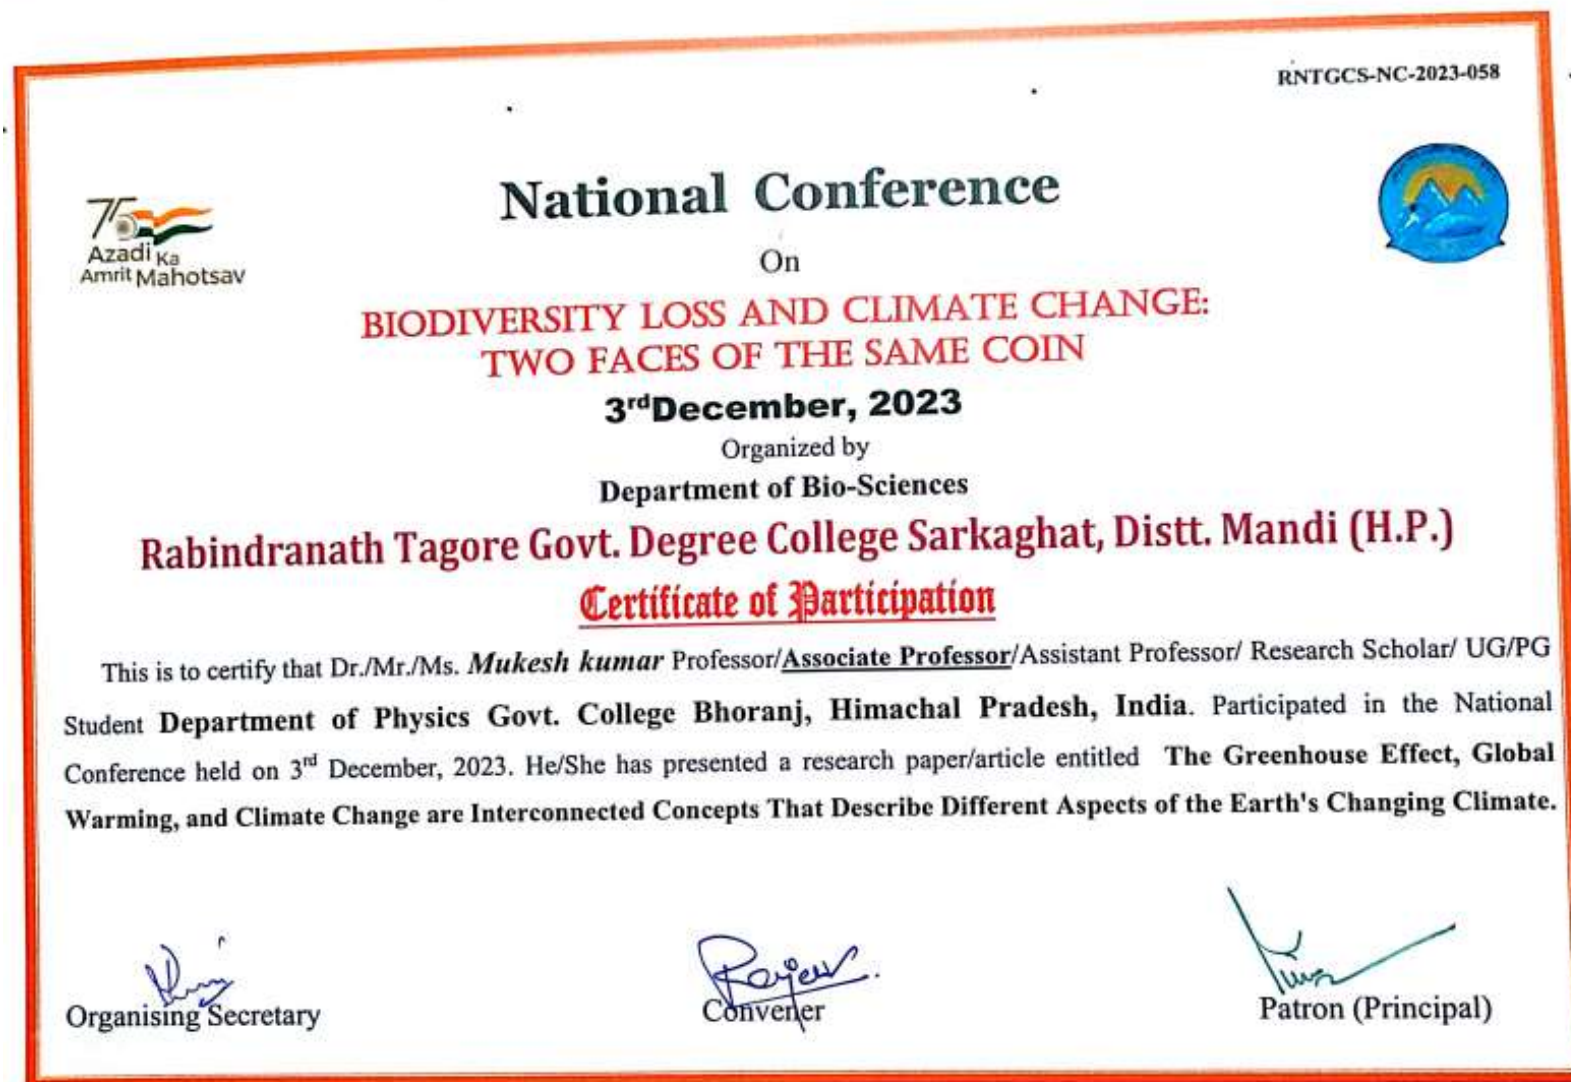 RNTGCS-NC-2023-058
75
Azadi Ka
Amrit Mahotsav
National Conference
On
BIODIVERSITY LOSS AND CLIMATE CHANGE:
TWO FACES OF THE SAME COIN
3rdDecember, 2023
Organized by
Department of Bio-Sciences
Rabindranath Tagore Govt. Degree College Sarkaghat, Distt. Mandi (H.P.)
Certificate of Participation
This is to certify that Dr./Mr./Ms. Mukesh kumar Professor/Associate Professor/Assistant Professor/ Research Scholar/ UG/PG
Student Department of Physics Govt. College Bhoranj, Himachal Pradesh, India. Participated in the National
Conference held on 3rd December, 2023. He/She has presented a research paper/article entitled The Greenhouse Effect, Global
Warming, and Climate Change are Interconnected Concepts That Describe Different Aspects of the Earth's Changing Climate.
Organising Secretary
Convener
Patron (Principal)